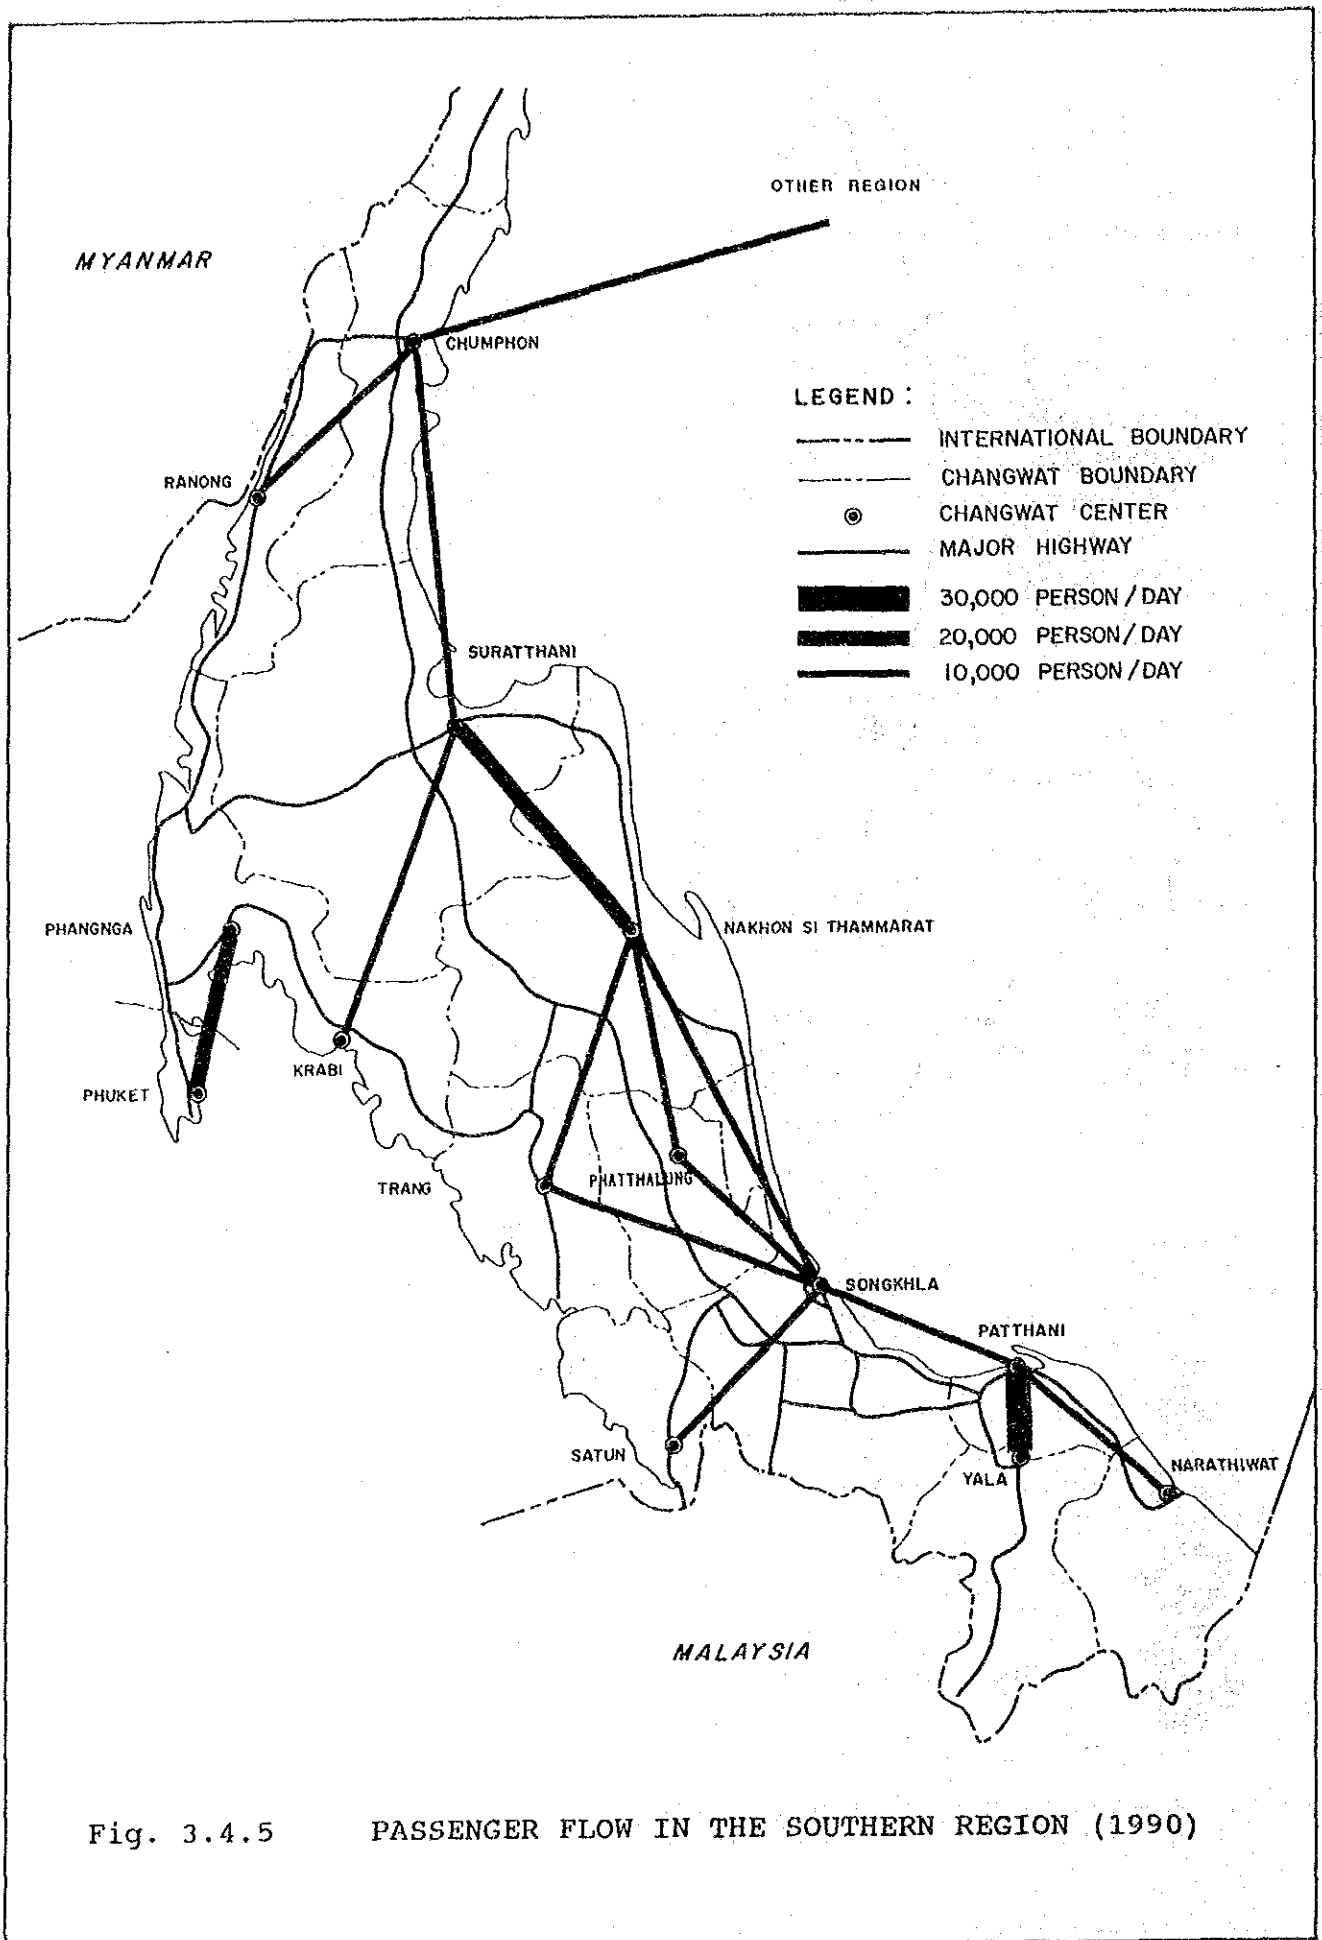 OTHER REGION
MYANMAR
CHUMPHON
LEGEND :
INTERNATIONAL BOUNDARY
CHANGWAT BOUNDARY
RANONG
CHANGWAT CENTER
MAJOR HIGHWAY
30,000 PERSON/DAY
20,000 PERSON/DAY
10,000 PERSON/DAY
SURATTHANI
PHANGNGA
NAKHON SI THAMMARAT
KRABI
PHUKET
PHATTHALUNG
TRANG
SONGKHLA
PATTHANI
SATUN
YALA
NARATHIWAT
MALAYSIA
Fig. 3.4.5 PASSENGER FLOW IN THE SOUTHERN REGION (1990)